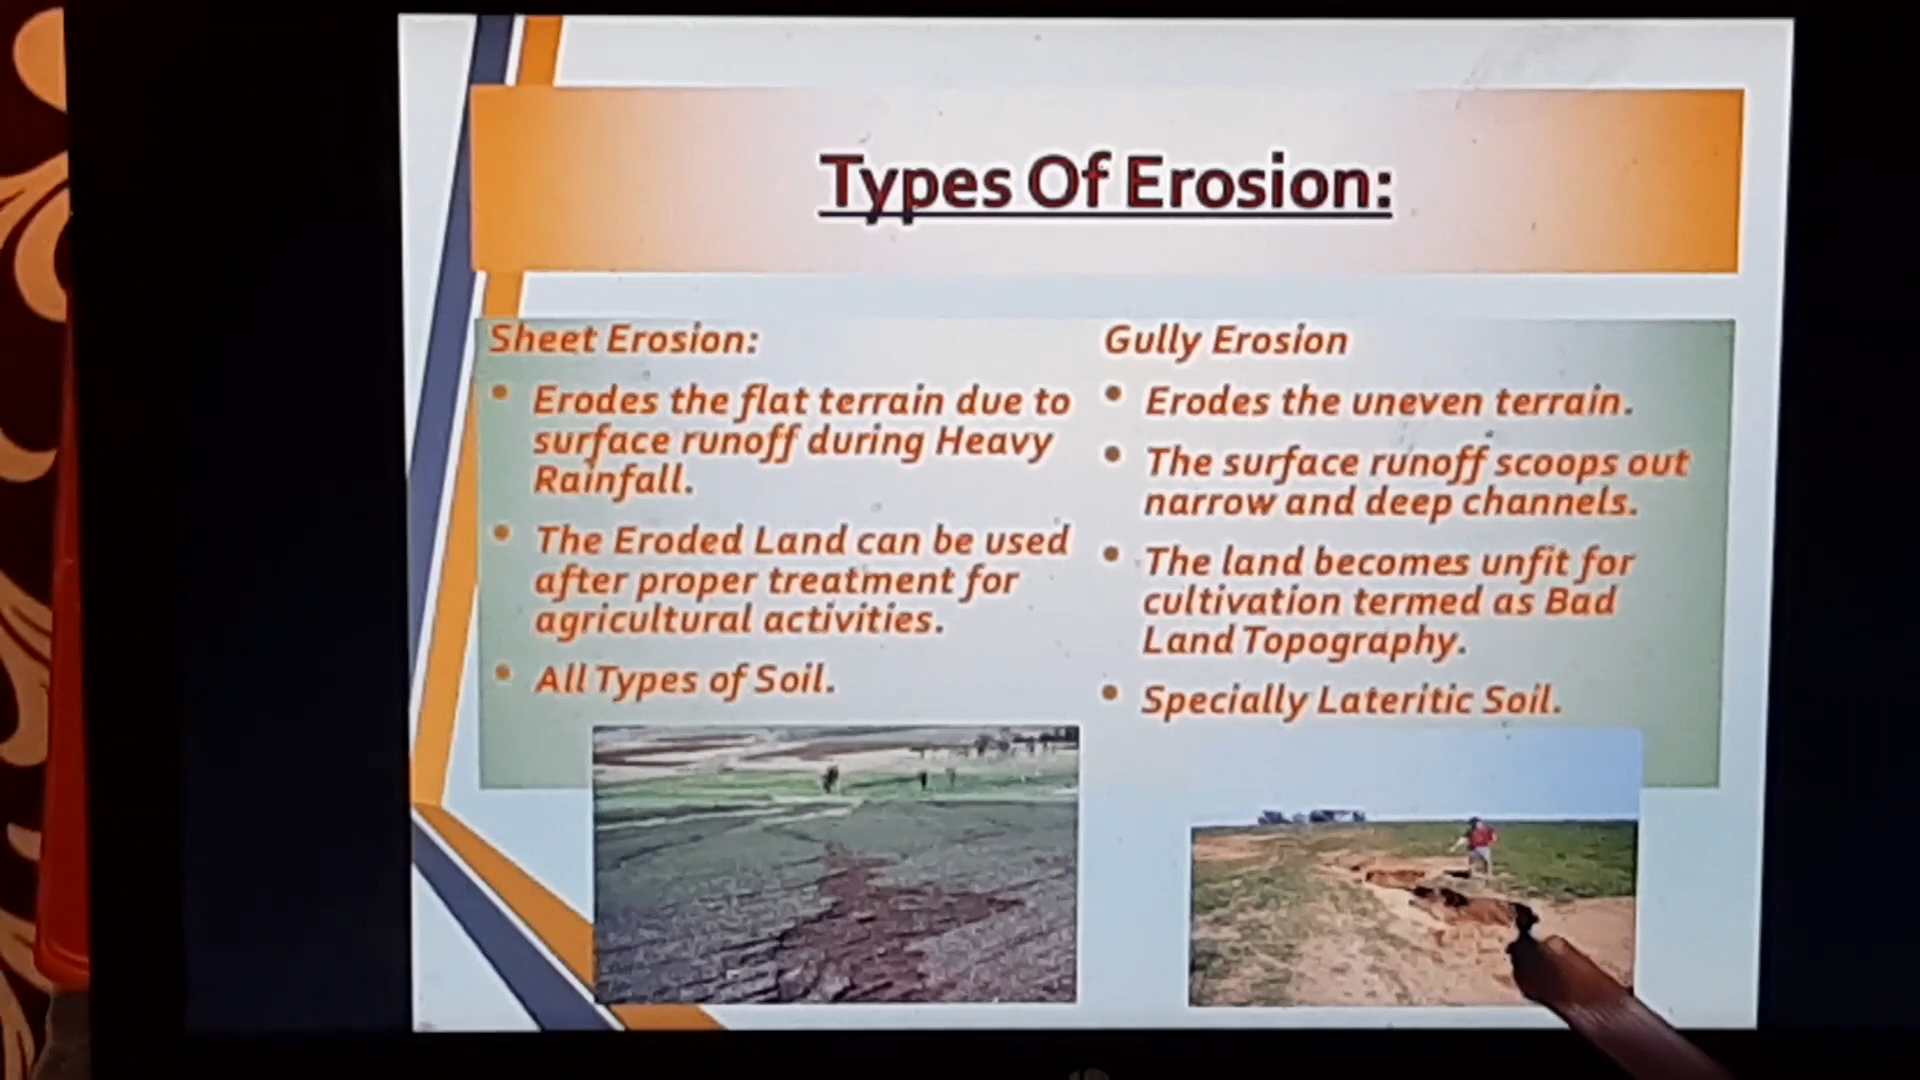 Types Of Erosion:
Sheet Erosion:
• Erodes the flat terrain due to
surface runoff during Heavy
Rainfall.
• The Eroded Land can be used
after proper treatment for
agricultural activities.
• All Types of Soil.
Gully Erosion
• Erodes the uneven terrain.
• The surface runoff scoops out
narrow and deep channels.
• The land becomes unfit for
cultivation termed as Bad
Land Topography.
• Specially Lateritic Soil.